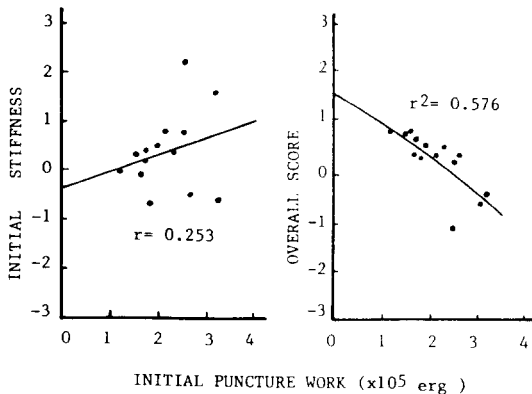 INITIAL STIFFNESS
3
2
1
0
-1
-2
-3
r= 0.253
0 1 2 3 4
OVERALL SCORE
3
2
1
0
-1
-2
-3
r2= 0.576
0 1 2 3 4
INITIAL PUNCTURE WORK (x105 erg )